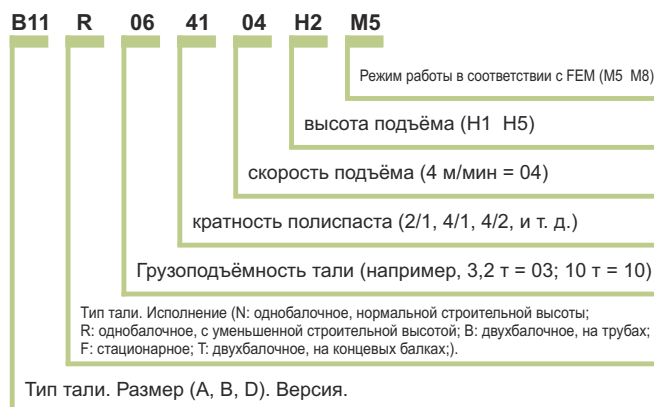 B11 R 06 41 04 H2 M5
Режим работы в соответствии с FEM (M5 M8)
высота подъёма (H1 H5)
скорость подъёма (4 м/мин = 04)
кратность полиспаста (2/1, 4/1, 4/2, и т. д.)
Грузоподъёмность тали (например, 3,2 т = 03; 10 т = 10)
Тип тали. Исполнение (N: однобалочное, нормальной строительной высоты;
R: однобалочное, с уменьшенной строительной высотой; B: двухбалочное, на трубах;
F: стационарное; T: двухбалочное, на концевых балках;).
Тип тали. Размер (A, B, D). Версия.